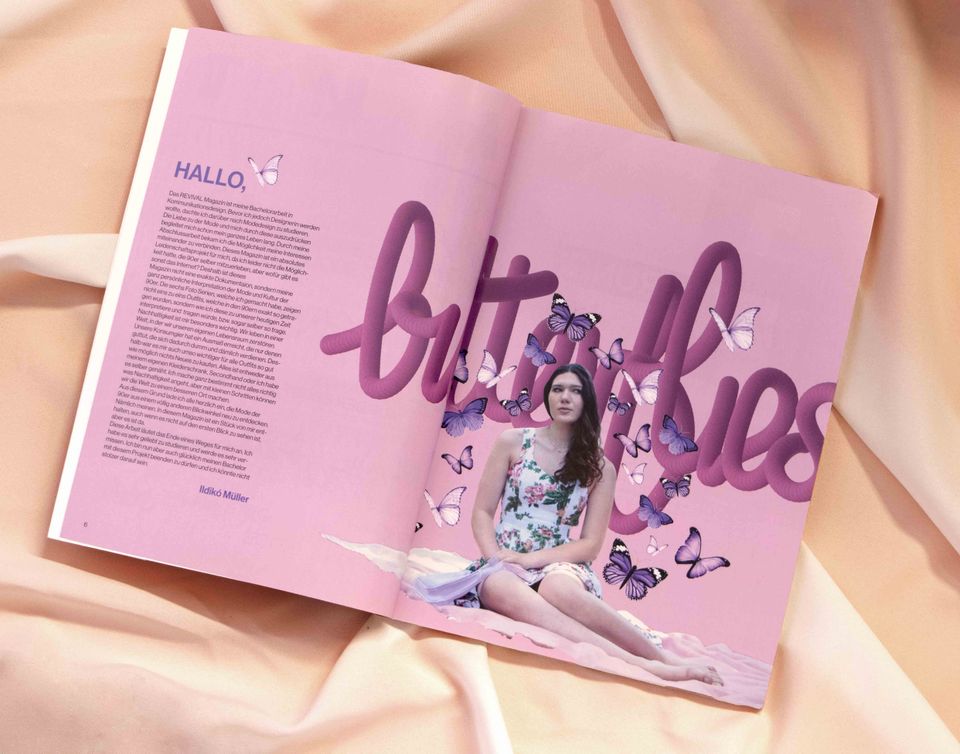 HALLO,
Das REVIVAL Magazin ist meine Bachelorarbeit in
Kommunikationsdesign. Bevor ich jedoch Designerin werden
wollte, dachte ich darüber nach Modedesign zu studieren.
Die Liebe zu der Mode und mich durch diese auszudrücken
begleitet mich schon mein ganzes Leben lang. Durch meine
Abschlussarbeit bekam ich die Möglichkeit meine Interessen
miteinander zu verbinden. Dieses Magazin ist ein absolutes
Leidenschaftsprojekt für mich, da ich leider nicht die Möglich-
keit hatte, die 90er selber mitzuerleben, aber wofür gibt es
sonst das Internet? Deshalb ist dieses
Magazin nicht eine exakte Dokumentation, sondern meine
ganz persönliche Interpretation der Mode und Kultur der
90er. Die sechs Foto Serien, welche ich gemacht habe, zeigen
nicht eins zu eins Outfits, welche in den 90ern exakt so getra-
gen wurden, sondern wie ich diese zu unserer heutigen Zeit
interpretiere und tragen würde, bzw. sogar selber so trage.
Nachhaltigkeit ist mir besonders wichtig. Wir leben in einer
Welt, in der wir unseren eigenen Lebensraum zerstören.
Unsere Konsumgier hat ein Ausmaß erreicht, die nur denen
guttut, die sich dadurch dumm und dämlich verdienen. Des-
halb war es mir auch umso wichtiger für alle Outfits so gut
wie möglich nichts Neues zu kaufen. Alles ist entweder aus
meinem eigenen Kleiderschrank, Secondhand oder ich habe
es selber genäht. Ich mache ganz bestimmt nicht alles richtig
was Nachhaltigkeit angeht, aber mit kleinen Schritten können
wir die Welt zu einem besseren Ort machen.
Aus diesem Grund lade ich alle herzlich ein, die Mode der
90er aus einem völlig anderen Blickwinkel neu zu entdecken.
Nämlich meinen. In diesem Magazin ist ein Stück von mir ent-
halten, auch wenn es nicht auf den ersten Blick zu sehen ist,
aber es ist da.
Diese Arbeit läutet das Ende eines Weges für mich an. Ich
habe es sehr geliebt zu studieren und werde es sehr ver-
missen. Ich bin nun aber auch glücklich meinen Bachelor
mit diesem Projekt beenden zu dürfen und ich könnte nicht
stolzer darauf sein.
Ildikó Müller
6
butterflies